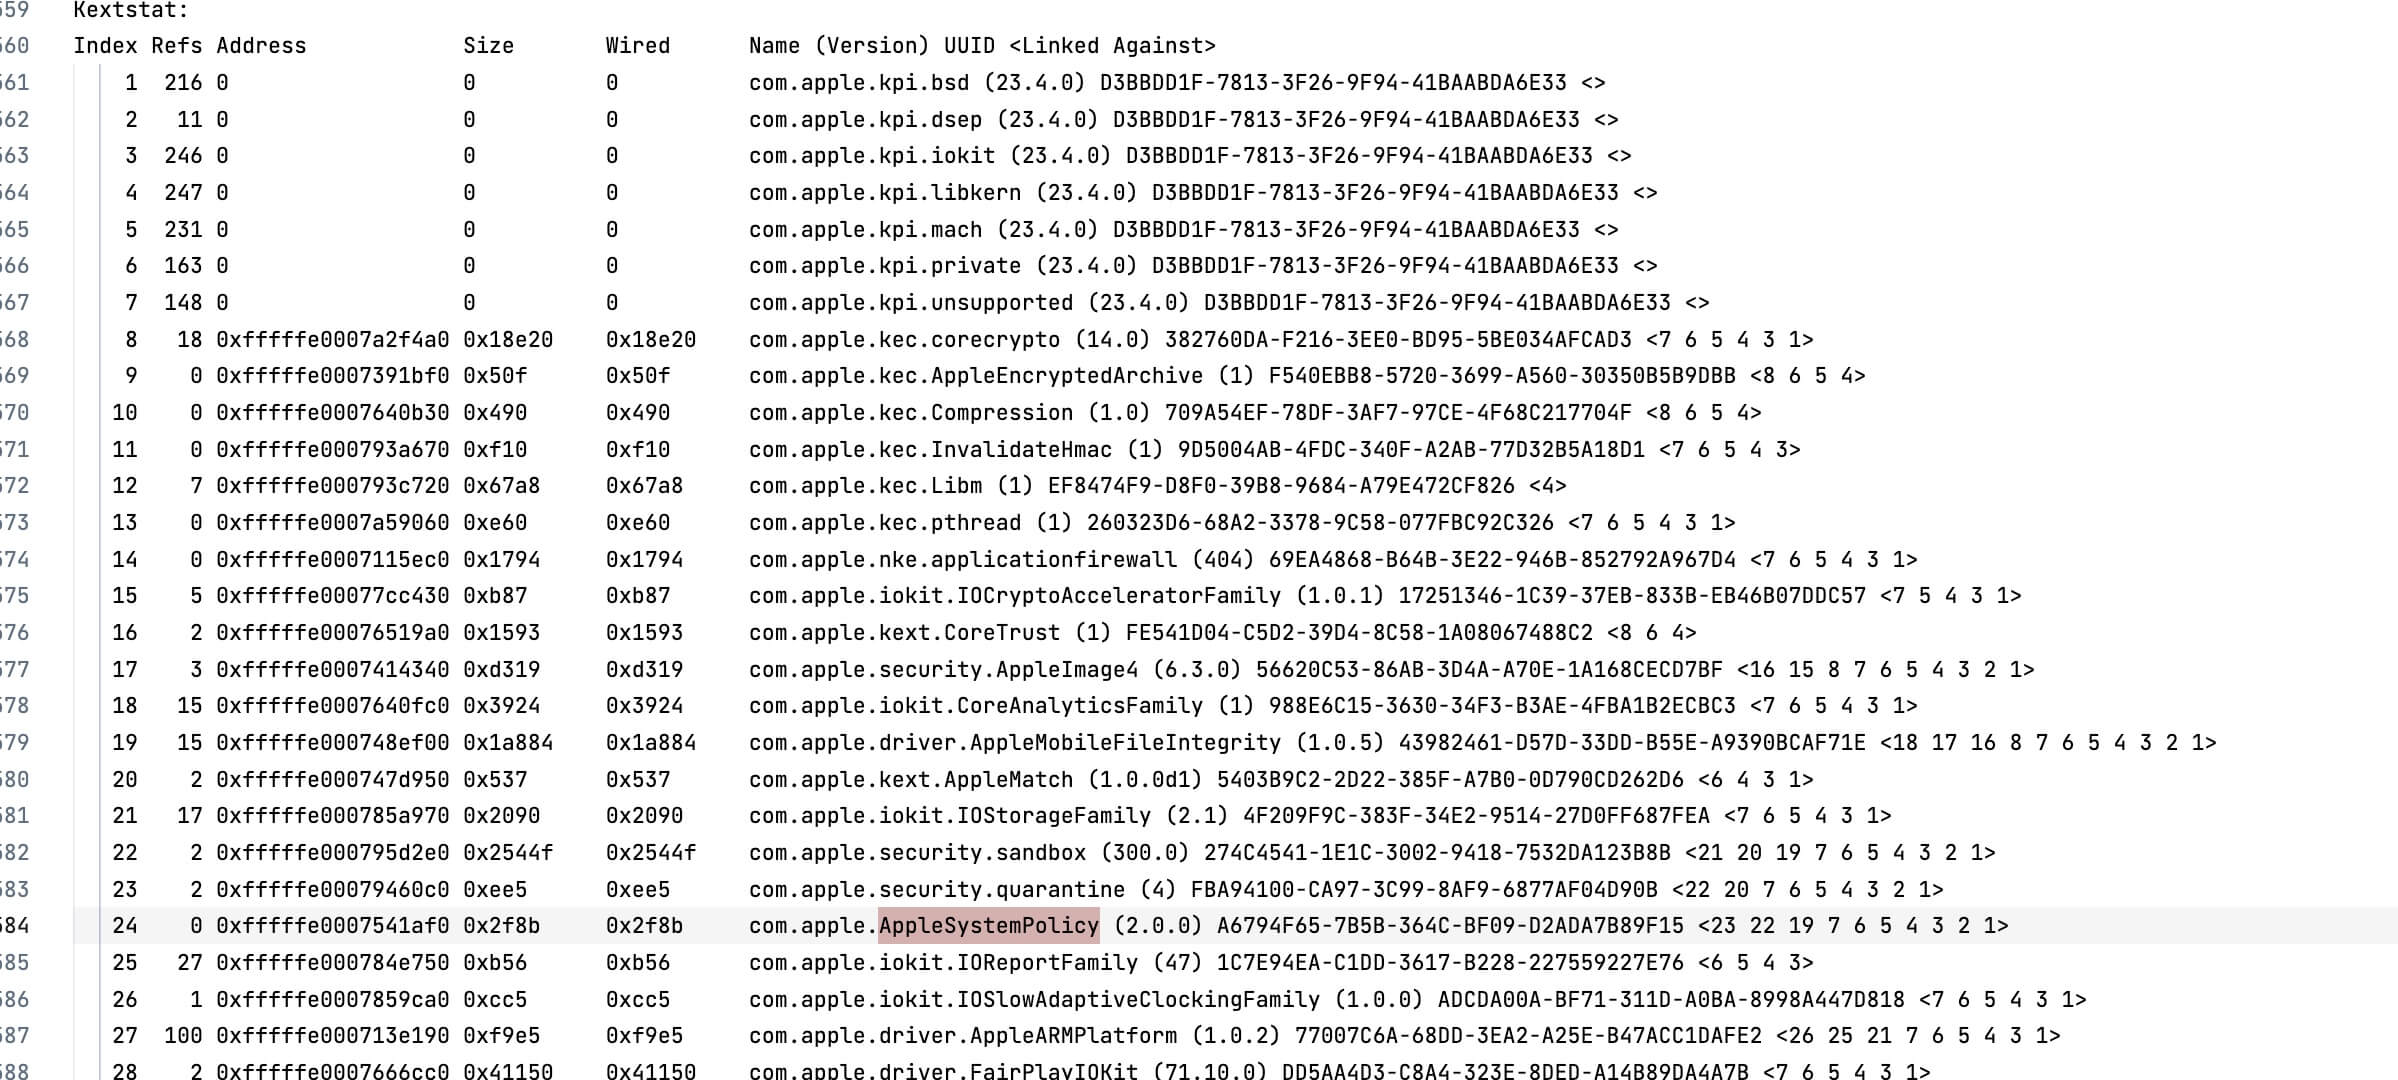 559 Kextstat:
560 Index Refs Address Size Wired Name (Version) UUID <Linked Against>
561 1 216 0 0 0 com.apple.kpi.bsd (23.4.0) D3BBDD1F-7813-3F26-9F94-41BAABDA6E33 <>
562 2 11 0 0 0 com.apple.kpi.dsep (23.4.0) D3BBDD1F-7813-3F26-9F94-41BAABDA6E33 <>
563 3 246 0 0 0 com.apple.kpi.iokit (23.4.0) D3BBDD1F-7813-3F26-9F94-41BAABDA6E33 <>
564 4 247 0 0 0 com.apple.kpi.libkern (23.4.0) D3BBDD1F-7813-3F26-9F94-41BAABDA6E33 <>
565 5 231 0 0 0 com.apple.kpi.mach (23.4.0) D3BBDD1F-7813-3F26-9F94-41BAABDA6E33 <>
566 6 163 0 0 0 com.apple.kpi.private (23.4.0) D3BBDD1F-7813-3F26-9F94-41BAABDA6E33 <>
567 7 148 0 0 0 com.apple.kpi.unsupported (23.4.0) D3BBDD1F-7813-3F26-9F94-41BAABDA6E33 <>
568 8 18 0xfffffe0007a2f4a0 0x18e20 0x18e20 com.apple.kec.corecrypto (14.0) 382760DA-F216-3EE0-BD95-5BE034AFCAD3 <7 6 5 4 3 1>
569 9 0 0xfffffe0007391bf0 0x50f 0x50f com.apple.kec.AppleEncryptedArchive (1) F540EBB8-5720-3699-A560-30350B5B9DBB <8 6 5 4>
570 10 0 0xfffffe0007640b30 0x490 0x490 com.apple.kec.Compression (1.0) 709A54EF-78DF-3AF7-97CE-4F68C217704F <8 6 5 4>
571 11 0 0xfffffe000793a670 0xf10 0xf10 com.apple.kec.InvalidateHmac (1) 9D5004AB-4FDC-340F-A2AB-77D32B5A18D1 <7 6 5 4 3>
572 12 7 0xfffffe000793c720 0x67a8 0x67a8 com.apple.kec.Libm (1) EF8474F9-D8F0-39B8-9684-A79E472CF826 <4>
573 13 0 0xfffffe0007a59060 0xe60 0xe60 com.apple.kec.pthread (1) 260323D6-68A2-3378-9C58-077FBC92C326 <7 6 5 4 3 1>
574 14 0 0xfffffe0007115ec0 0x1794 0x1794 com.apple.nke.applicationfirewall (404) 69EA4868-B64B-3E22-946B-852792A967D4 <7 6 5 4 3 1>
575 15 5 0xfffffe00077cc430 0xb87 0xb87 com.apple.iokit.IOCryptoAcceleratorFamily (1.0.1) 17251346-1C39-37EB-833B-EB46B07DDC57 <7 5 4 3 1>
576 16 2 0xfffffe00076519a0 0x1593 0x1593 com.apple.kext.CoreTrust (1) FE541D04-C5D2-39D4-8C58-1A08067488C2 <8 6 4>
577 17 3 0xfffffe0007414340 0xd319 0xd319 com.apple.security.AppleImage4 (6.3.0) 56620C53-86AB-3D4A-A70E-1A168CECD7BF <16 15 8 7 6 5 4 3 2 1>
578 18 15 0xfffffe0007640fc0 0x3924 0x3924 com.apple.iokit.CoreAnalyticsFamily (1) 988E6C15-3630-34F3-B3AE-4FBA1B2ECBC3 <7 6 5 4 3 1>
579 19 15 0xfffffe000748ef00 0x1a884 0x1a884 com.apple.driver.AppleMobileFileIntegrity (1.0.5) 43982461-D57D-33DD-B55E-A9390BCAF71E <18 17 16 8 7 6 5 4 3 2 1>
580 20 2 0xfffffe000747d950 0x537 0x537 com.apple.kext.AppleMatch (1.0.0d1) 5403B9C2-2D22-385F-A7B0-0D790CD262D6 <6 4 3 1>
581 21 17 0xfffffe000785a970 0x2090 0x2090 com.apple.iokit.IOStorageFamily (2.1) 4F209F9C-383F-34E2-9514-27D0FF687FEA <7 6 5 4 3 1>
582 22 2 0xfffffe000795d2e0 0x2544f 0x2544f com.apple.security.sandbox (300.0) 274C4541-1E1C-3002-9418-7532DA123B8B <21 20 19 7 6 5 4 3 2 1>
583 23 2 0xfffffe00079460c0 0xee5 0xee5 com.apple.security.quarantine (4) FBA94100-CA97-3C99-8AF9-6877AF04D90B <22 20 7 6 5 4 3 2 1>
584 24 0 0xfffffe0007541af0 0x2f8b 0x2f8b com.apple.AppleSystemPolicy (2.0.0) A6794F65-7B5B-364C-BF09-D2ADA7B89F15 <23 22 19 7 6 5 4 3 2 1>
585 25 27 0xfffffe000784e750 0xb56 0xb56 com.apple.iokit.IOReportFamily (47) 1C7E94EA-C1DD-3617-B228-227559227E76 <6 5 4 3>
586 26 1 0xfffffe0007859ca0 0xcc5 0xcc5 com.apple.iokit.IOSlowAdaptiveClockingFamily (1.0.0) ADCDA00A-BF71-311D-A0BA-8998A447D818 <7 6 5 4 3 1>
587 27 100 0xfffffe000713e190 0xf9e5 0xf9e5 com.apple.driver.AppleARMPlatform (1.0.2) 77007C6A-68DD-3EA2-A25E-B47ACC1DAFE2 <26 25 21 7 6 5 4 3 1>
588 28 2 0xfffffe0007666cc0 0x41150 0x41150 com.apple.driver.FairPlayIOKit (71.10.0) DD5AA4D3-C8A4-323E-8DED-A14B89DA4A7B <7 6 5 4 3 1>